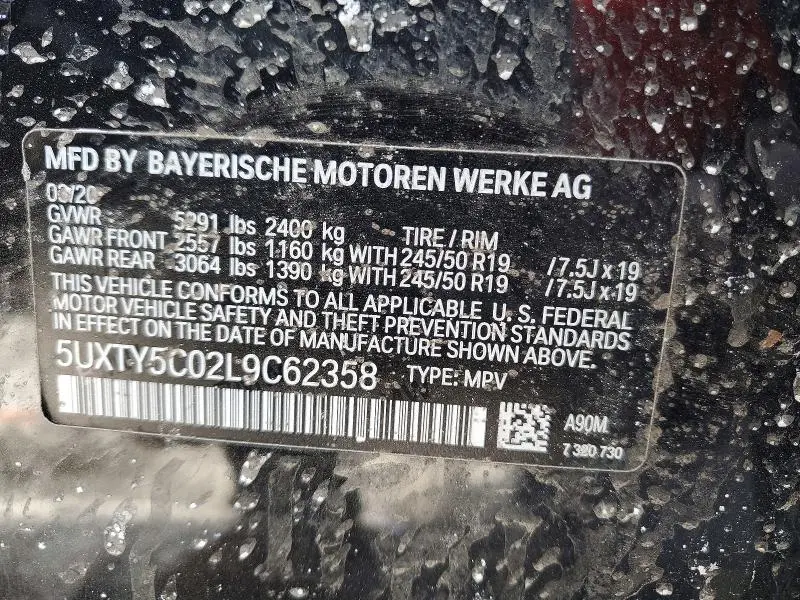 MFD BY BAYERISCHE MOTOREN WERKE AG
GVWR 5291 lbs 2400 kg TIRE / RIM
GAWR FRONT 2557 lbs 1160 kg WITH 245/50 R19 / 7.5J x 19
GAWR REAR 3064 lbs 1390 kg WITH 245/50 R19 / 7.5J x 19
THIS VEHICLE CONFORMS TO ALL APPLICABLE U. S. FEDERAL
MOTOR VEHICLE SAFETY AND THEFT PREVENTION STANDARDS
IN EFFECT ON THE DATE OF MANUFACTURE SHOWN ABOVE.
5UXTY5C02L9C62358 TYPE: MPV
A90M
7 320 730